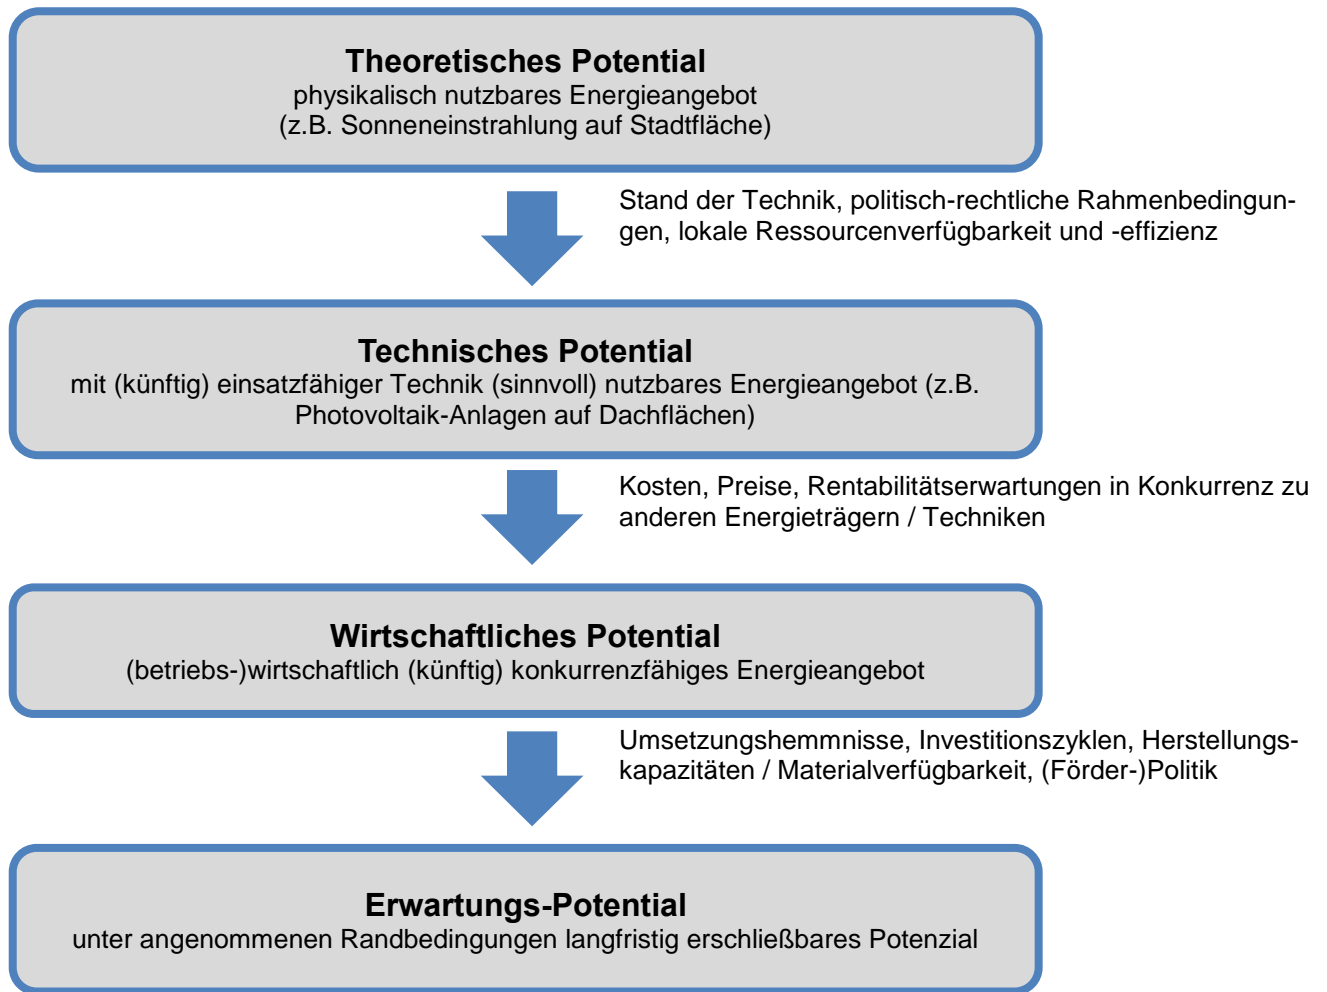 Theoretisches Potential
physikalisch nutzbares Energieangebot
(z.B. Sonneneinstrahlung auf Stadtfläche)
Stand der Technik, politisch-rechtliche Rahmenbedingun-
gen, lokale Ressourcenverfügbarkeit und -effizienz
Technisches Potential
mit (künftig) einsatzfähiger Technik (sinnvoll) nutzbares Energieangebot (z.B.
Photovoltaik-Anlagen auf Dachflächen)
Kosten, Preise, Rentabilitätserwartungen in Konkurrenz zu
anderen Energieträgern / Techniken
Wirtschaftliches Potential
(betriebs-)wirtschaftlich (künftig) konkurrenzfähiges Energieangebot
Umsetzungshemmnisse, Investitionszyklen, Herstellungs-
kapazitäten / Materialverfügbarkeit, (Förder-)Politik
Erwartungs-Potential
unter angenommenen Randbedingungen langfristig erschließbares Potenzial